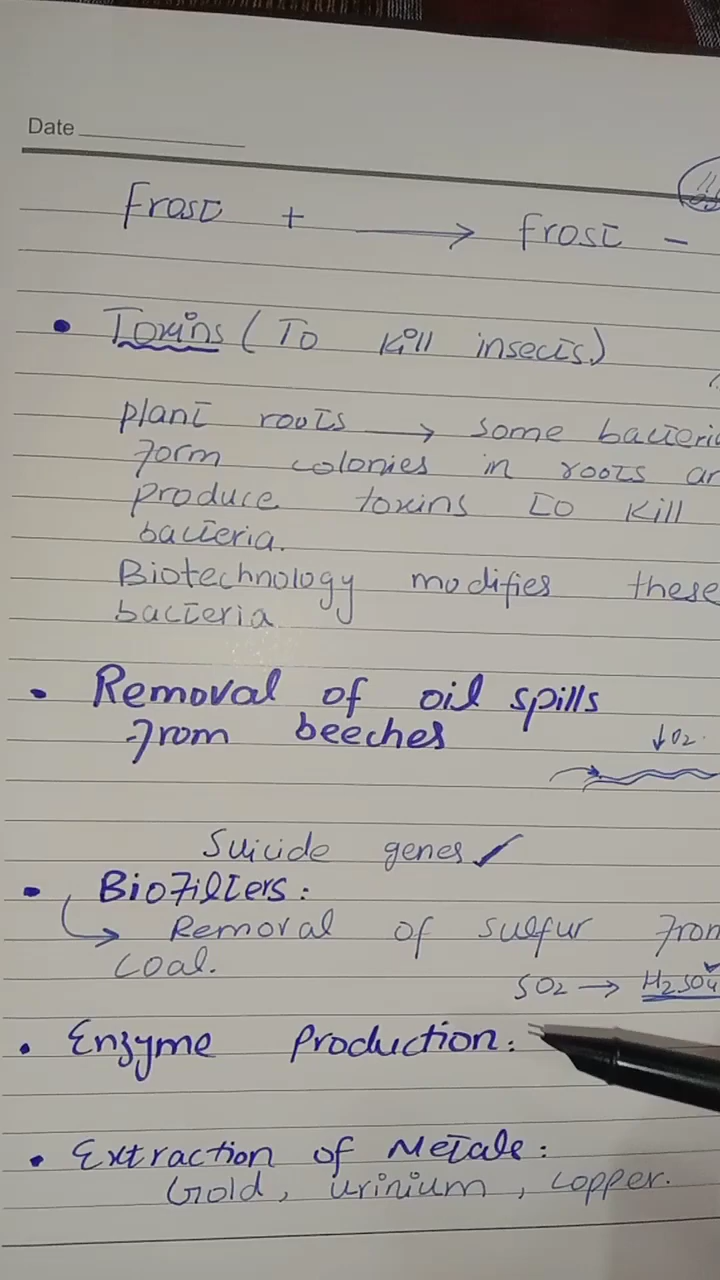 Date
Frost + → Frost -
• Toxins (To kill insects)
plant roots → some bacteria
form colonies in roots an
produce toxins to kill
bacteria.
Biotechnology modifies these
bacteria
• Removal of oil spills
from beeches
↓O2.
Suicide genes ✓
• BioFilters:
↳ Removal of sulfur from
coal.
SO2 → H2SO4
• Enzyme Production:
• Extraction of Metals:
Gold, urinium, copper.